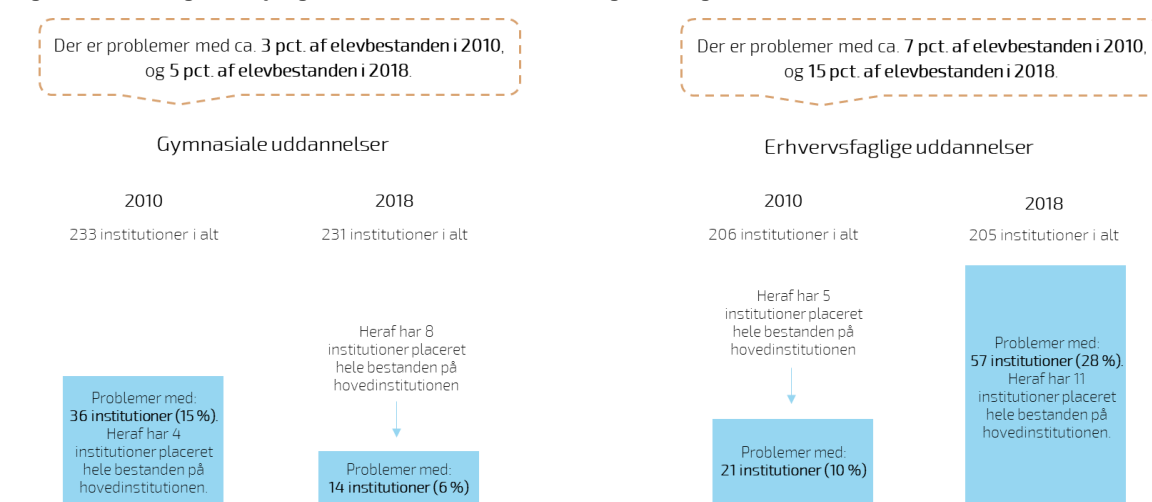 Der er problemer med ca. 3 pct. af elevbestanden i 2010,
og 5 pct. af elevbestanden i 2018.
Gymnasiale uddannelser
2010
233 institutioner i alt
Problemer med:
36 institutioner (15 %).
Heraf har 4
institutioner placeret
hele bestanden på
hovedinstitutionen.
2018
231 institutioner i alt
Heraf har 8
institutioner placeret
hele bestanden på
hovedinstitutionen
Problemer med:
14 institutioner (6 %)
Der er problemer med ca. 7 pct. af elevbestanden i 2010,
og 15 pct. af elevbestanden i 2018.
Erhvervsfaglige uddannelser
2010
206 institutioner i alt
Heraf har 5
institutioner placeret
hele bestanden på
hovedinstitutionen
Problemer med:
21 institutioner (10 %)
2018
205 institutioner i alt
Problemer med:
57 institutioner (28 %).
Heraf har 11
institutioner placeret
hele bestanden på
hovedinstitutionen.